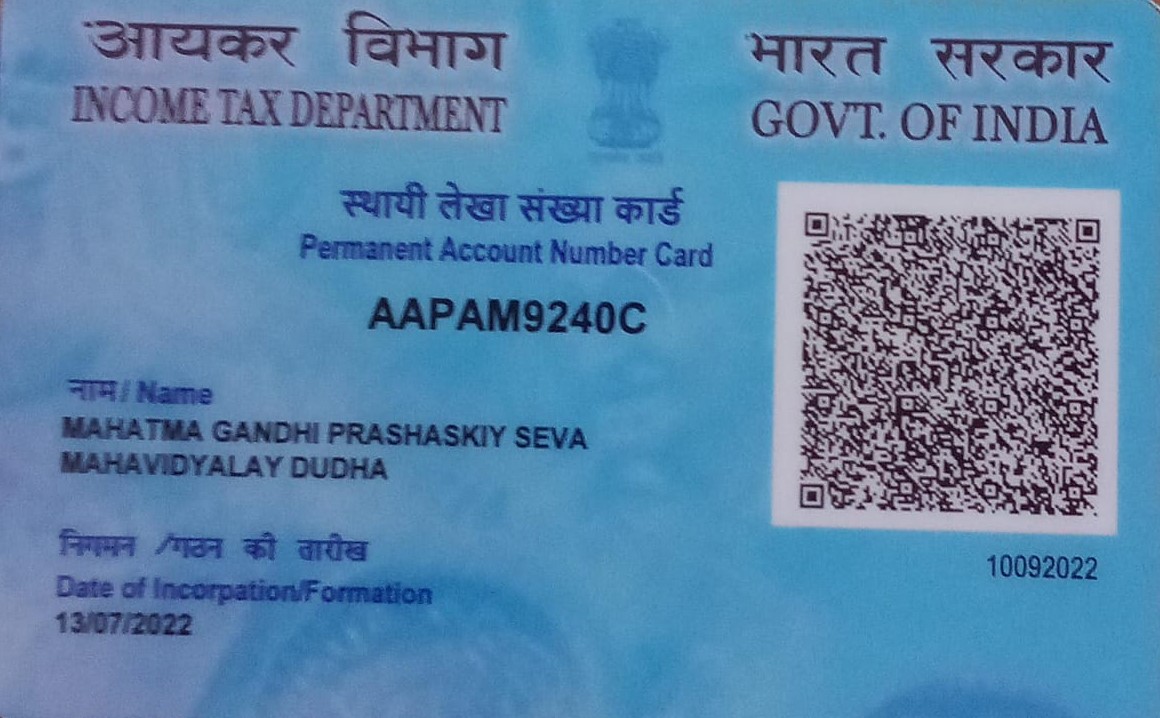 आयकर विभाग
INCOME TAX DEPARTMENT
भारत सरकार
GOVT. OF INDIA
स्थायी लेखा संख्या कार्ड
Permanent Account Number Card
AAPAM9240C
नाम / Name
MAHATMA GANDHI PRASHASKIY SEVA
MAHAVIDYALAY DUDHA
निगमन /गठन की तारीख
Date of Incorpation/Formation
13/07/2022
10092022